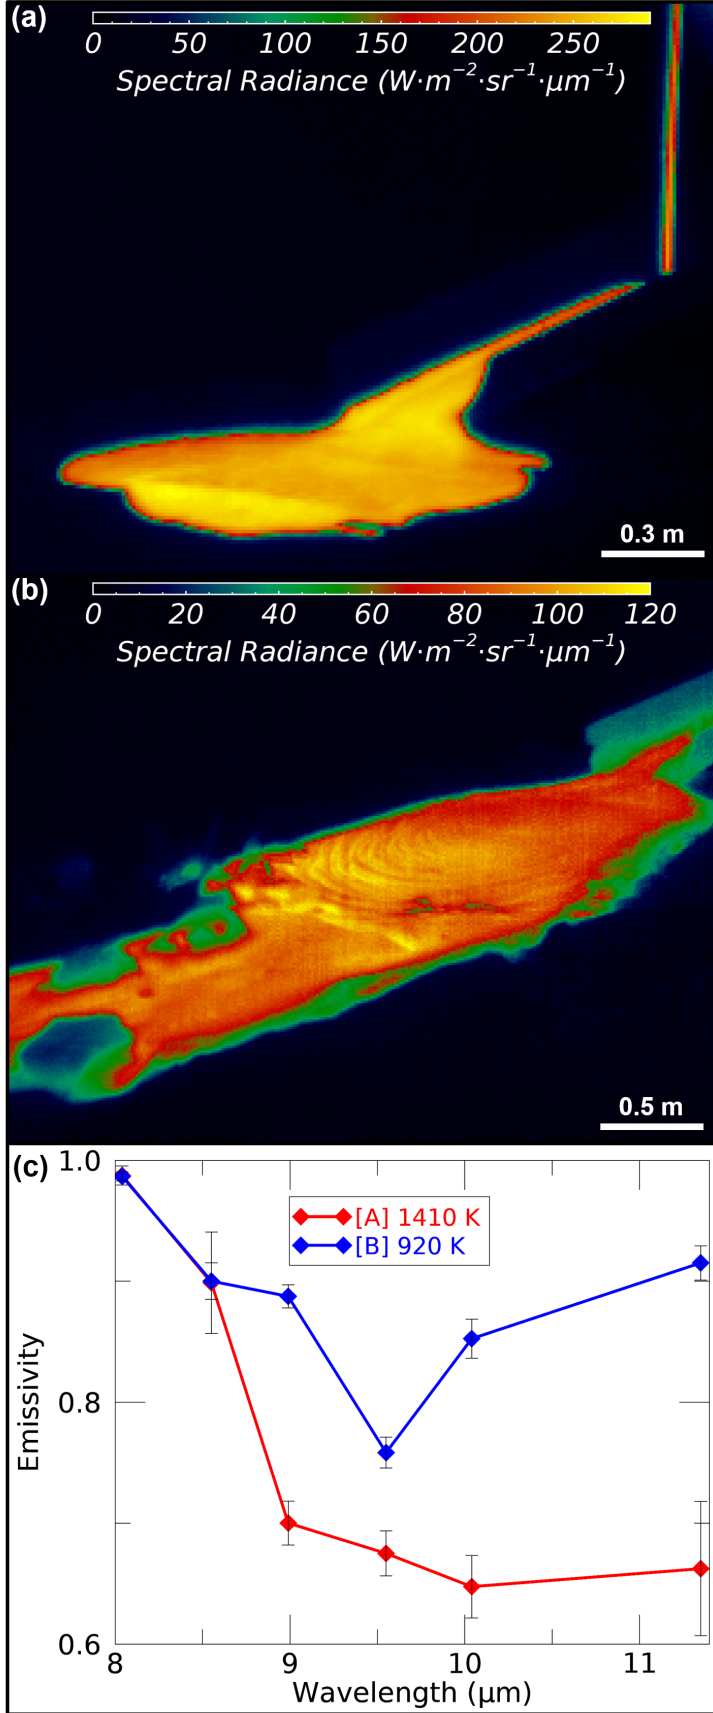 (a)
0 50 100 150 200 250
Spectral Radiance (W·m⁻²·sr⁻¹·μm⁻¹)
0.3 m
(b)
0 20 40 60 80 100 120
Spectral Radiance (W·m⁻²·sr⁻¹·μm⁻¹)
0.5 m
(c)
1.0
[A] 1410 K
[B] 920 K
0.8
Emissivity
0.6
8 9 10 11
Wavelength (μm)